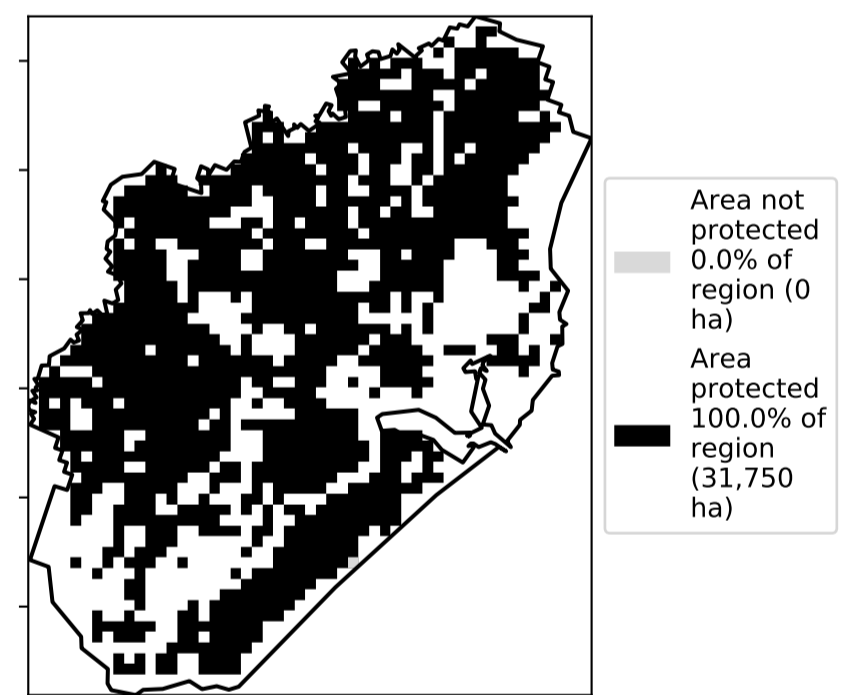 Area not
protected
0.0% of
region (0
ha)
Area
protected
100.0% of
region
(31,750
ha)